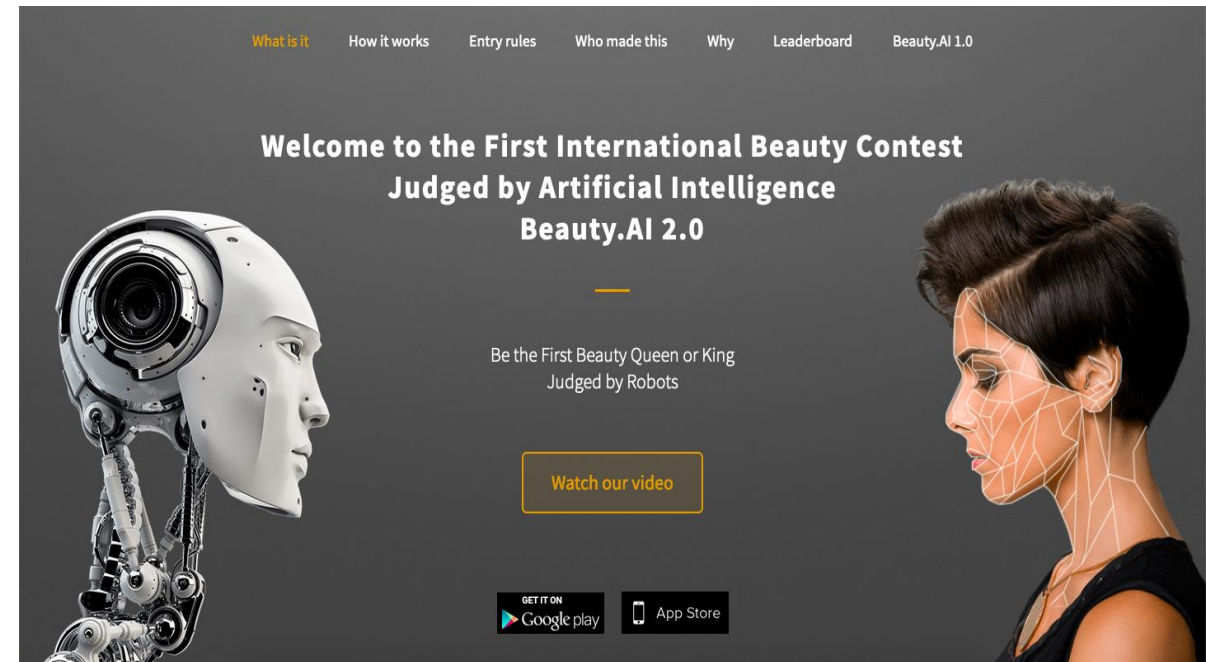 What is it How it works Entry rules Who made this Why Leaderboard Beauty.AI 1.0
Welcome to the First International Beauty Contest
Judged by Artificial Intelligence
Beauty.AI 2.0
Be the First Beauty Queen or King
Judged by Robots
Watch our video
GET IT ON
Google play
App Store